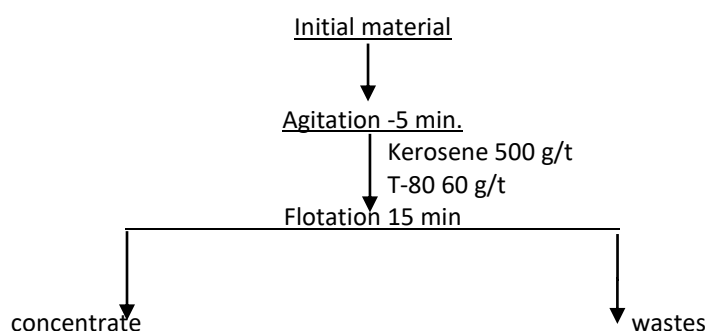 Initial material
Agitation -5 min.
Kerosene 500 g/t
T-80 60 g/t
Flotation 15 min
concentrate
wastes